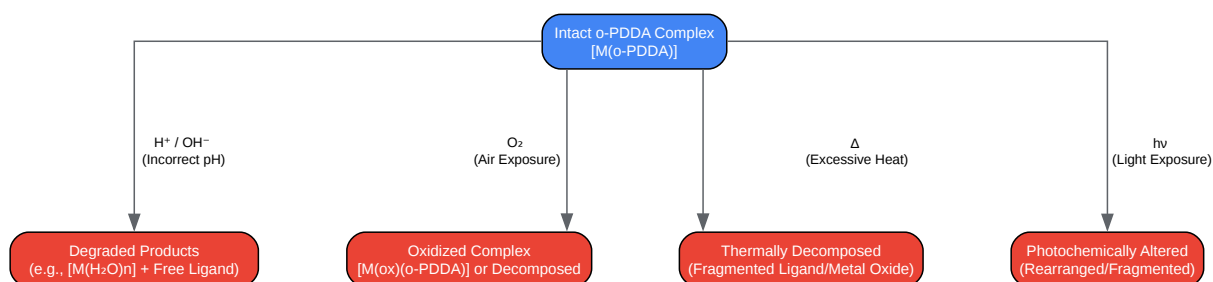 Intact o-PDDA Complex
[M(o-PDDA)]
H⁺ / OH⁻
(Incorrect pH)
O₂
(Air Exposure)
Δ
(Excessive Heat)
hν
(Light Exposure)
Degraded Products
(e.g., [M(H₂O)n] + Free Ligand)
Oxidized Complex
[M(ox)(o-PDDA)] or Decomposed
Thermally Decomposed
(Fragmented Ligand/Metal Oxide)
Photochemically Altered
(Rearranged/Fragmented)